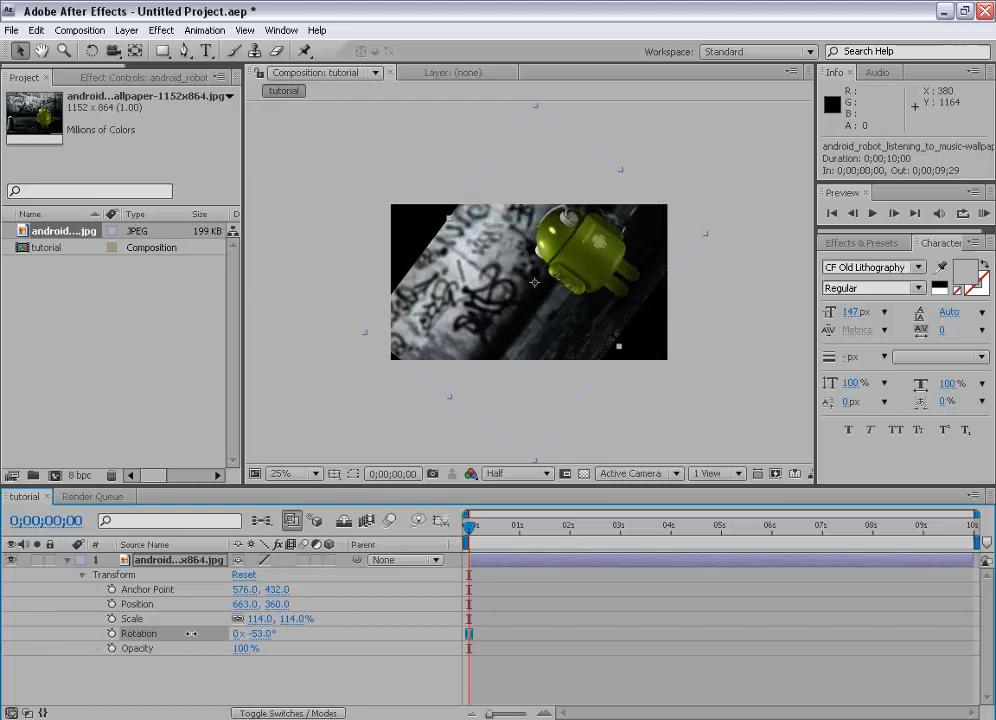 Adobe After Effects - Untitled Project.aep *
File Edit Composition Layer Effect Animation View Window Help
Workspace: Standard Search Help
Project Effect Controls: android_robot
android...allpaper-1152x864.jpg
1152 x 864 (1.00)
Millions of Colors
Name Type Size D
android....jpg JPEG 199 KB
tutorial Composition
8 bpc
Composition: tutorial Layer: (none)
tutorial
25% 0;00;00;00 Half Active Camera 1 View
Info Audio
R : X : 380
G : Y : 1164
B :
A : 0
android_robot_listening_to_music-wallpap
Duration: 0;00;10;00
In: 0;00;00;00, Out: 0;00;09;29
Preview
Effects & Presets Character
CF Old Lithography
Regular
147 px Auto
Metrics 0
- px
100 % 100 %
0 px 0 %
T T TT Tt T¹ T₁
tutorial Render Queue
0;00;00;00
# Source Name Parent
1 android...x864.jpg None
Transform Reset
Anchor Point 576.0, 432.0
Position 663.0, 360.0
Scale 114.0, 114.0%
Rotation 0x -53.0°
Opacity 100 %
Toggle Switches / Modes
0s 01s 02s 03s 04s 05s 06s 07s 08s 09s 10s